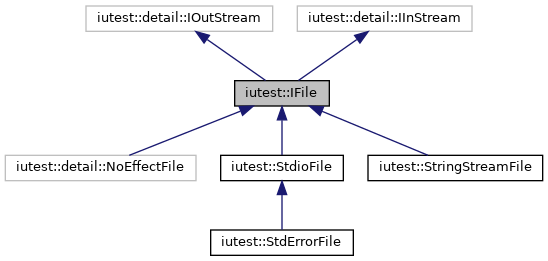 iutest::detail::IOutStream
iutest::detail::IInStream
iutest::IFile
iutest::detail::NoEffectFile
iutest::StdioFile
iutest::StringStreamFile
iutest::StdErrorFile